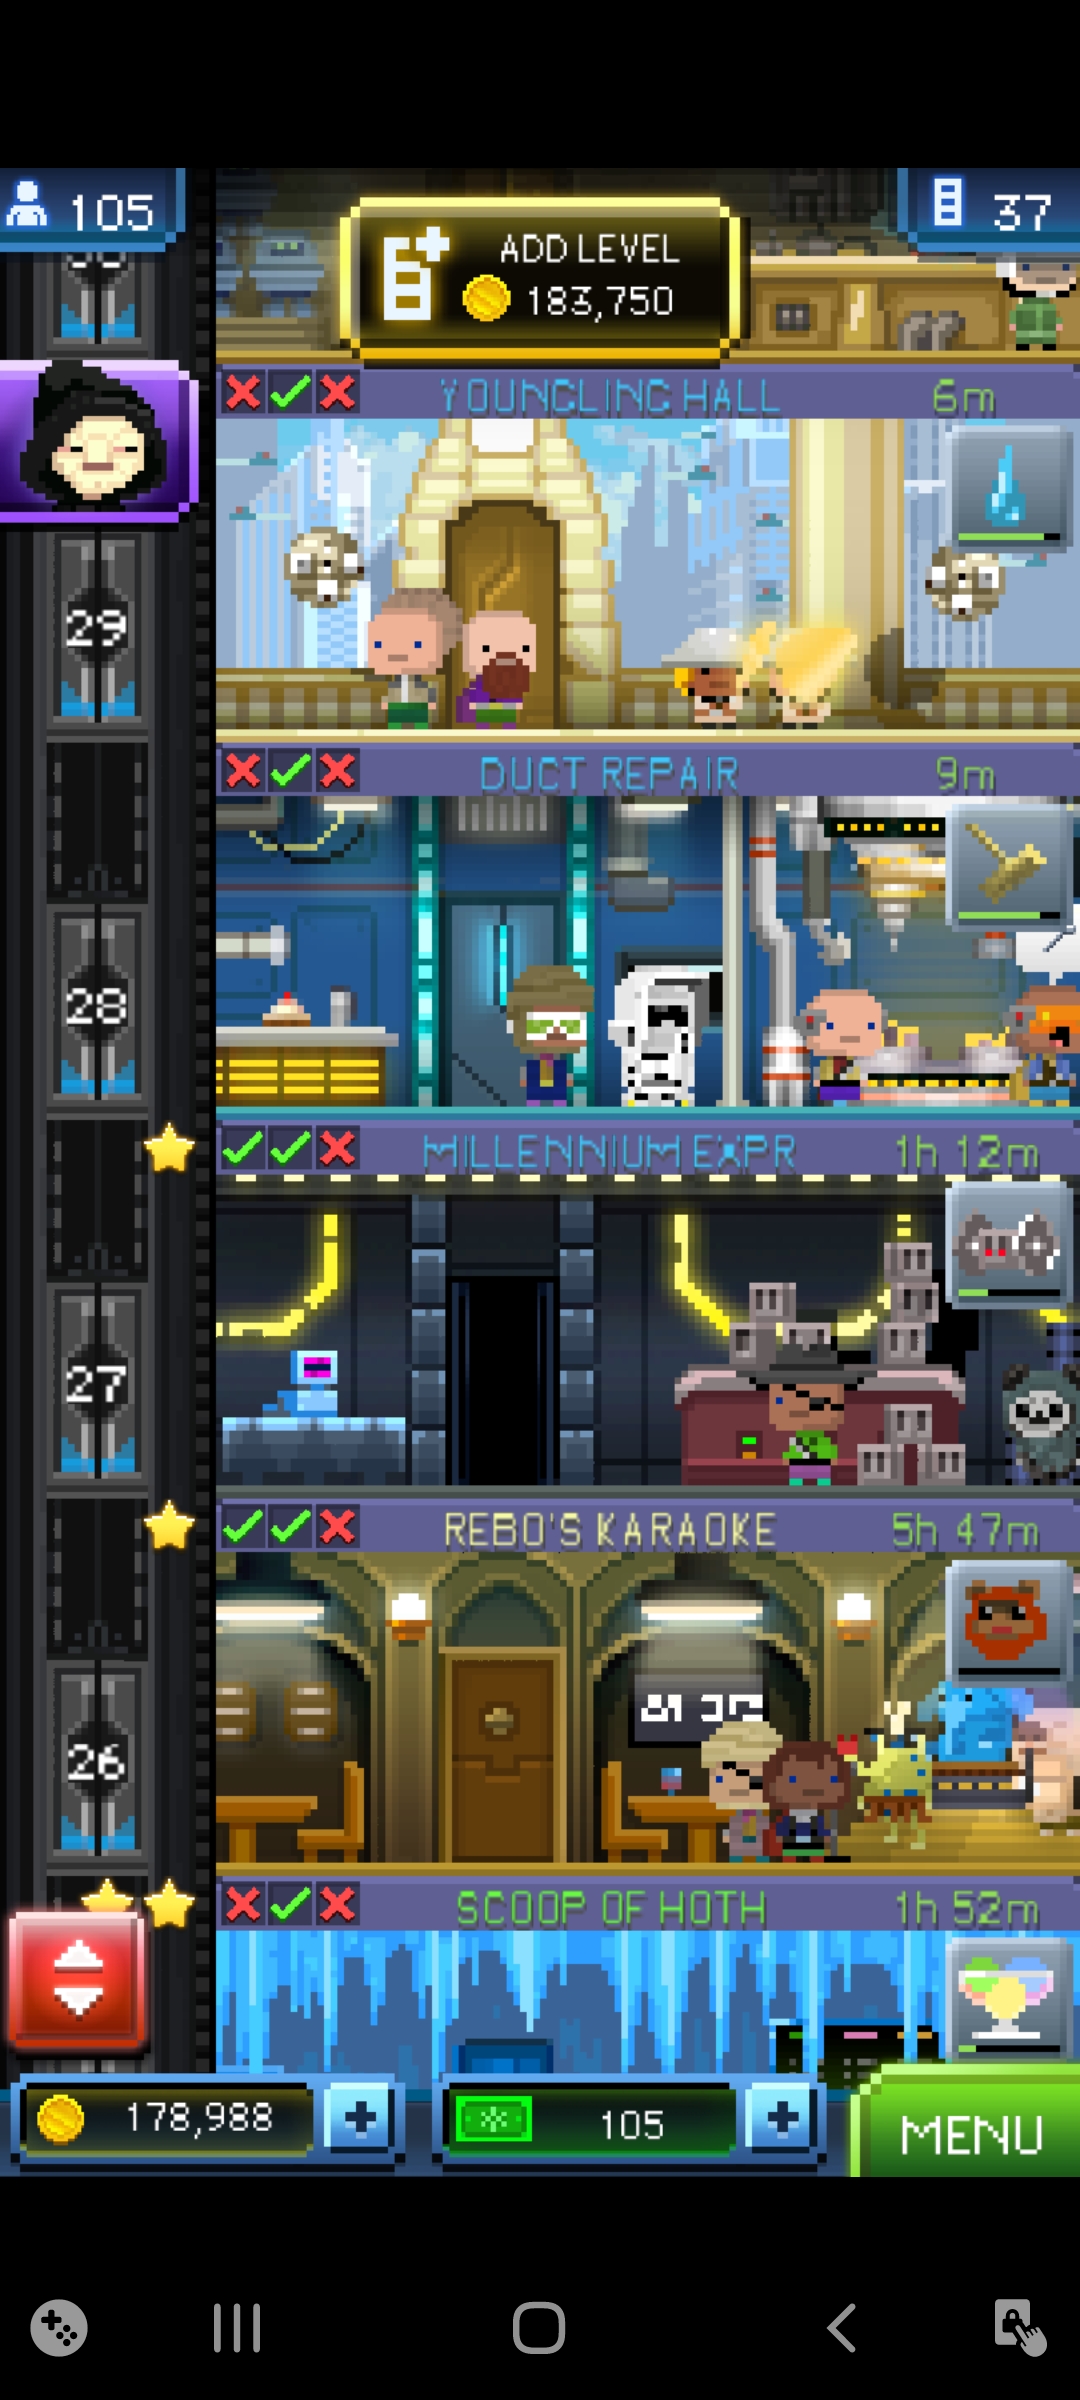 105
ADD LEVEL
183,750
37
YOUNGLING HALL
6m
29
DUCT REPAIR
9m
28
MILLENNIUM EXPR
1h 12m
27
REBO'S KARAOKE
5h 47m
26
SCOOP OF HOTH
1h 52m
178,988
105
MENU